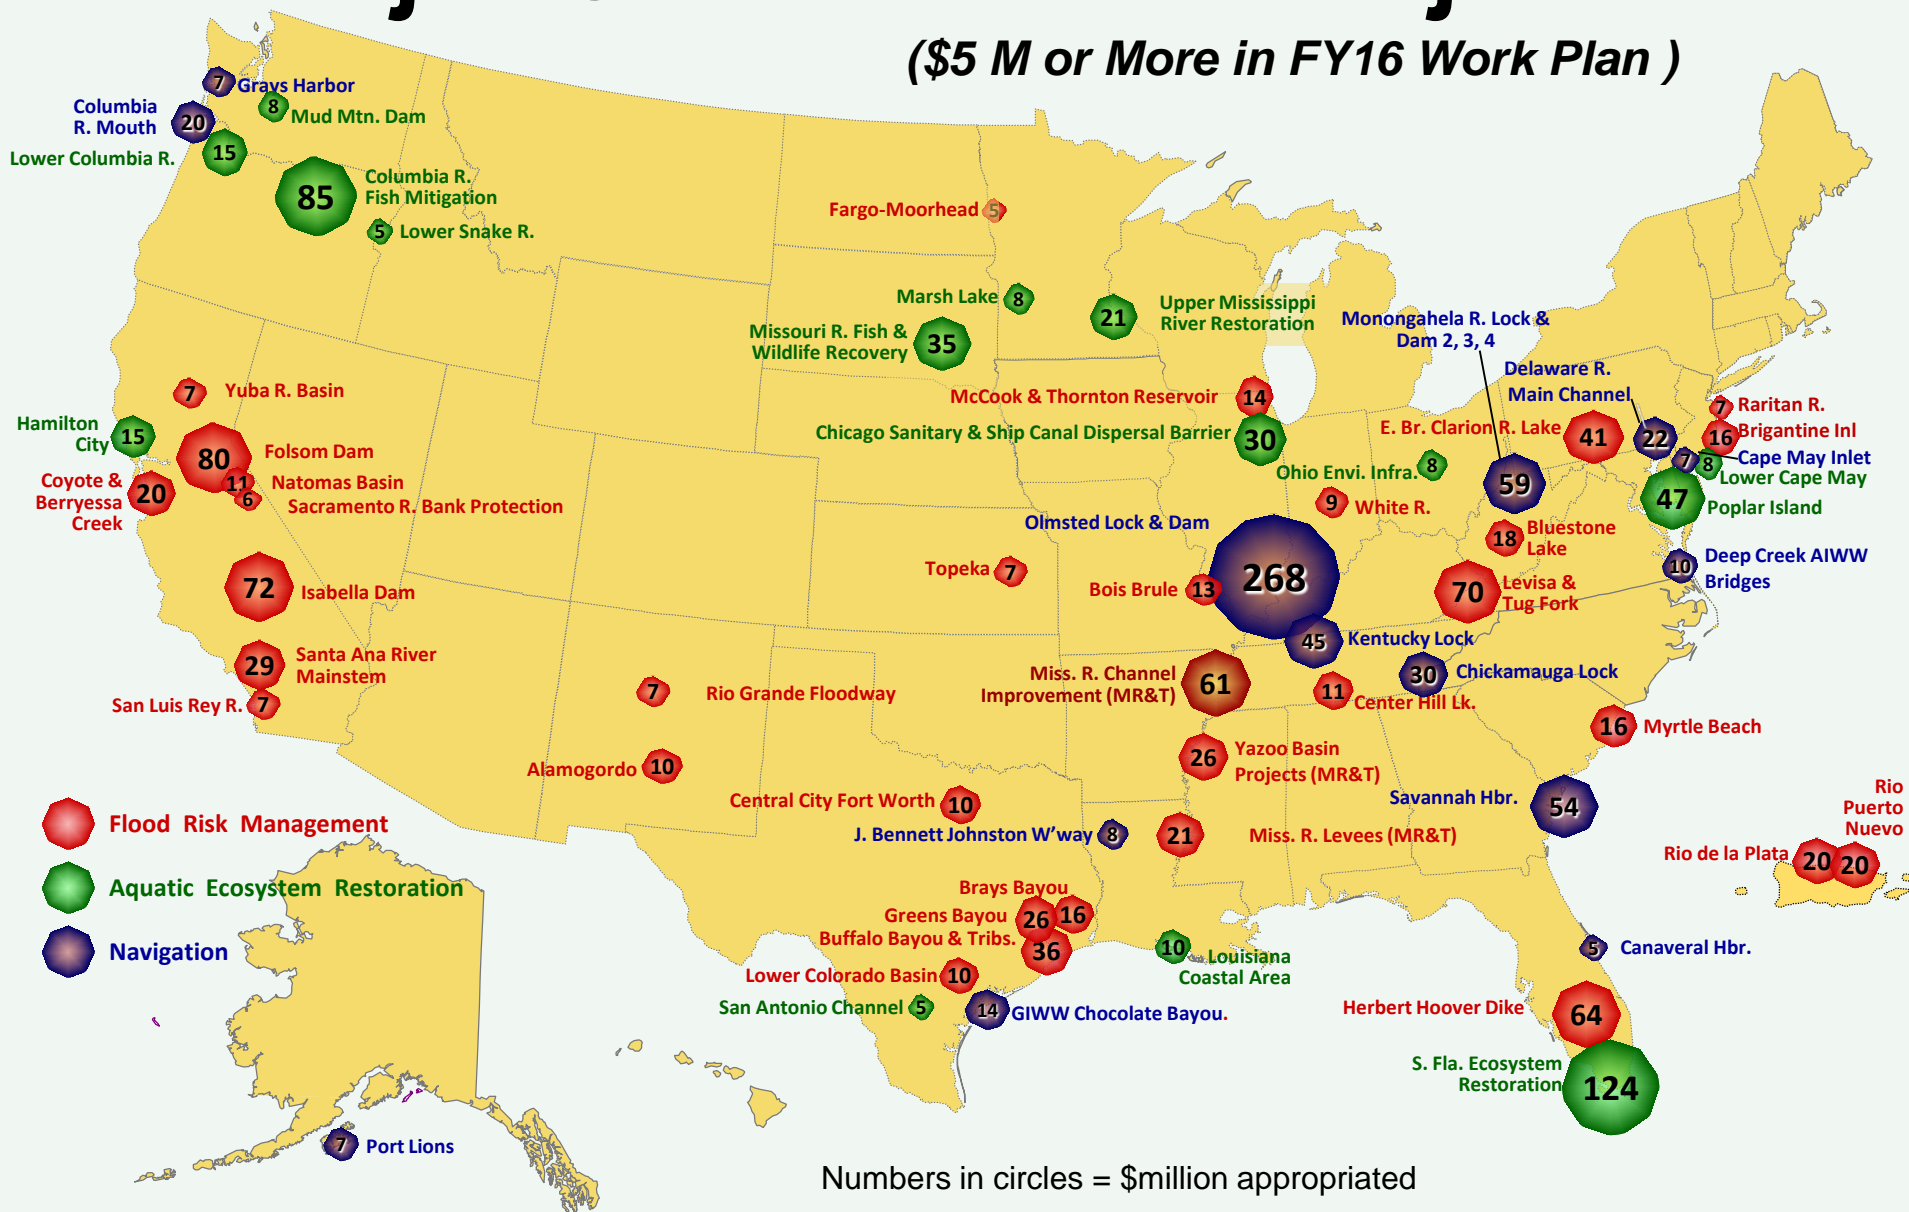 ($5 M or More in FY16 Work Plan )
7
Grays Harbor
Columbia
R. Mouth
20
8
Mud Mtn. Dam
Lower Columbia R.
15
85
Columbia R.
Fish Mitigation
5
Lower Snake R.
Fargo-Moorhead
5
Marsh Lake
8
Missouri R. Fish &
Wildlife Recovery
35
21
Upper Mississippi
River Restoration
Monongahela R. Lock &
Dam 2, 3, 4
59
Delaware R.
Main Channel
22
7
Yuba R. Basin
Hamilton
City
15
80
Folsom Dam
11
Natomas Basin
6
Sacramento R. Bank Protection
Coyote &
Berryessa
Creek
20
McCook & Thornton Reservoir
14
Chicago Sanitary & Ship Canal Dispersal Barrier
30
E. Br. Clarion R. Lake
41
7
Raritan R.
16
Brigantine Inl
7
Cape May Inlet
8
Lower Cape May
47
Poplar Island
Ohio Envi. Infra.
8
9
White R.
Olmsted Lock & Dam
268
18
Bluestone
Lake
10
Deep Creek AIWW
Bridges
72
Isabella Dam
Topeka
7
Bois Brule
13
70
Levisa &
Tug Fork
45
Kentucky Lock
29
Santa Ana River
Mainstem
San Luis Rey R.
7
7
Rio Grande Floodway
Miss. R. Channel
Improvement (MR&T)
61
11
Center Hill Lk.
30
Chickamauga Lock
16
Myrtle Beach
Alamogordo
10
26
Yazoo Basin
Projects (MR&T)
Central City Fort Worth
10
J. Bennett Johnston W’way
8
21
Miss. R. Levees (MR&T)
Savannah Hbr.
54
Rio
Puerto
Nuevo
Rio de la Plata
20
20
Flood Risk Management
Aquatic Ecosystem Restoration
Navigation
Brays Bayou
16
Greens Bayou
26
Buffalo Bayou & Tribs.
36
Lower Colorado Basin
10
San Antonio Channel
5
14
GIWW Chocolate Bayou.
10
Louisiana
Coastal Area
5
Canaveral Hbr.
Herbert Hoover Dike
64
S. Fla. Ecosystem
Restoration
124
7
Port Lions
Numbers in circles = $million appropriated